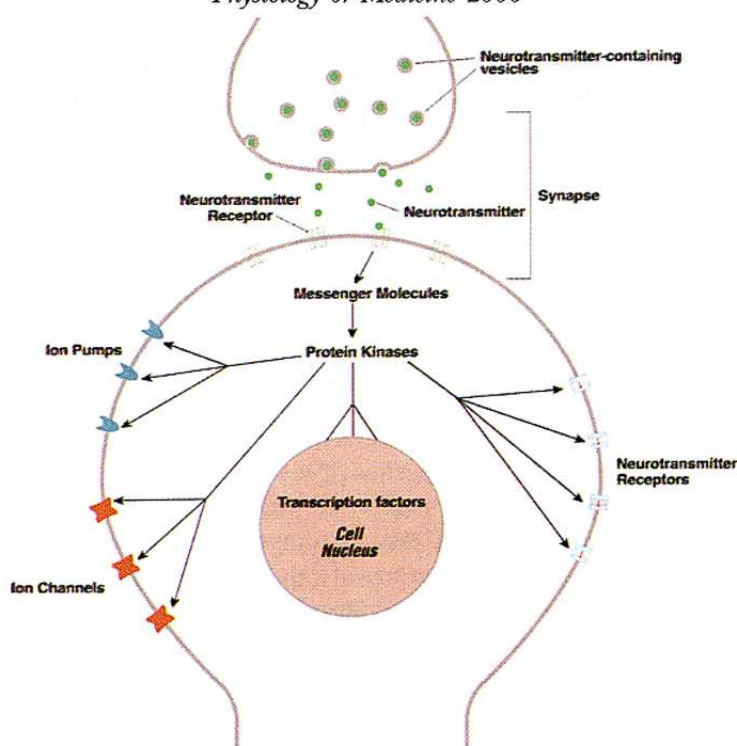 Physiology or Medicine 2000
Neurotransmitter-containing
vesicles
Synapse
Neurotransmitter
Receptor
Neurotransmitter
Messenger Molecules
Ion Pumps
Protein Kinases
Neurotransmitter
Receptors
Transcription factors
Cell
Nucleus
Ion Channels